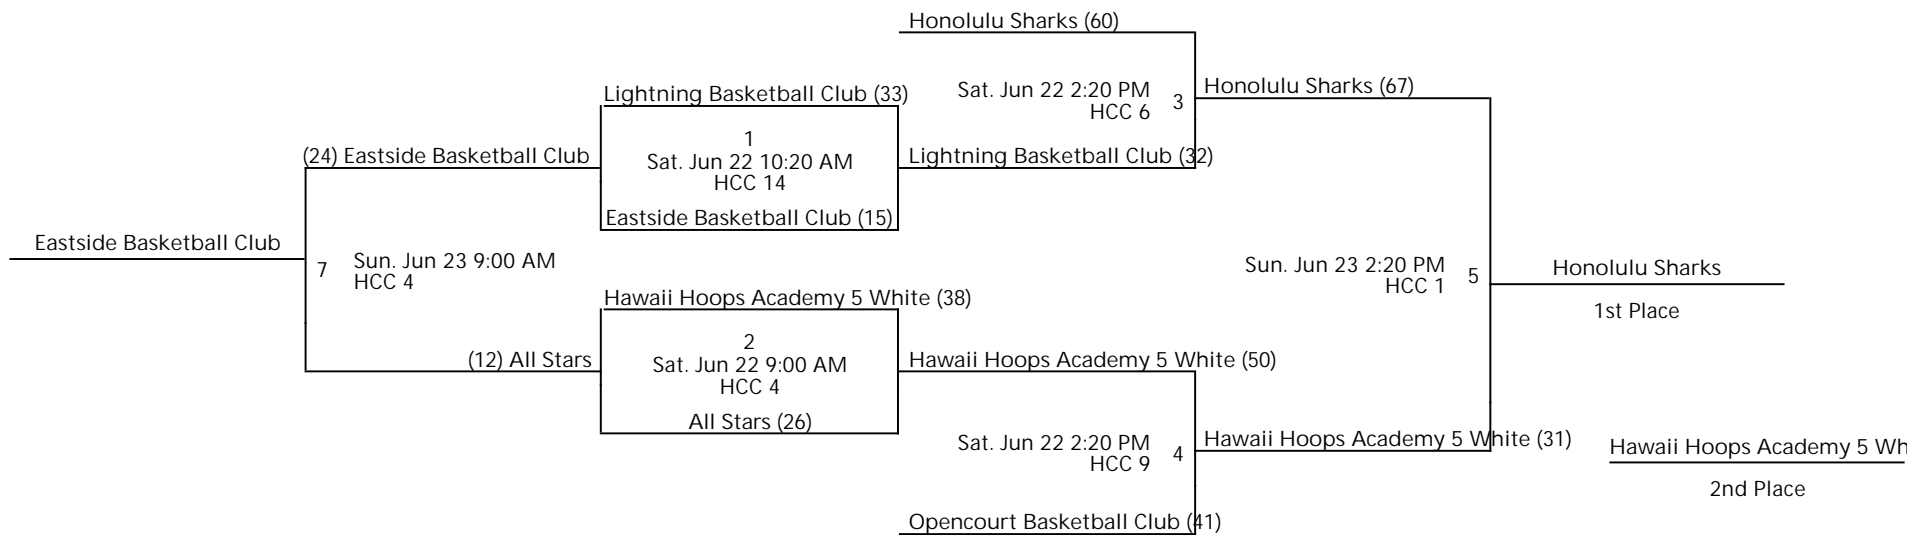 Honolulu Sharks (60)
Sat. Jun 22 2:20 PM
HCC 6
3
Honolulu Sharks (67)
Lightning Basketball Club (33)
1
Sat. Jun 22 10:20 AM
HCC 14
(24) Eastside Basketball Club
Lightning Basketball Club (32)
Eastside Basketball Club (15)
Eastside Basketball Club
7
Sun. Jun 23 9:00 AM
HCC 4
Sun. Jun 23 2:20 PM
HCC 1
5
Honolulu Sharks
1st Place
Hawaii Hoops Academy 5 White (38)
2
Sat. Jun 22 9:00 AM
HCC 4
(12) All Stars
Hawaii Hoops Academy 5 White (50)
All Stars (26)
Sat. Jun 22 2:20 PM
HCC 9
4
Hawaii Hoops Academy 5 White (31)
Hawaii Hoops Academy 5 Wh
2nd Place
Opencourt Basketball Club (41)